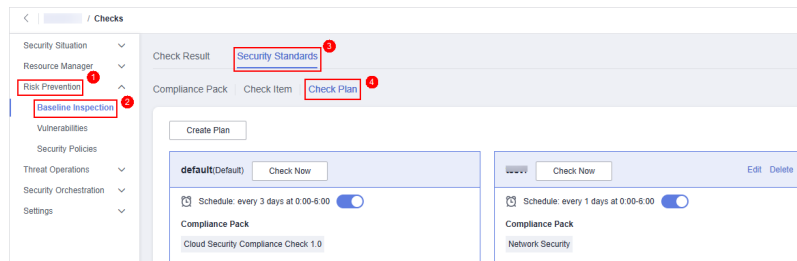 / Checks
Security Situation
Resource Manager
Risk Prevention
1
Baseline Inspection
2
Vulnerabilities
Security Policies
Threat Operations
Security Orchestration
Settings
Check Result
Security Standards
3
Compliance Pack
Check Item
Check Plan
4
Create Plan
default(Default)
Check Now
Schedule: every 3 days at 0:00-6:00
Compliance Pack
Cloud Security Compliance Check 1.0
Check Now
Edit
Delete
Schedule: every 1 days at 0:00-6:00
Compliance Pack
Network Security